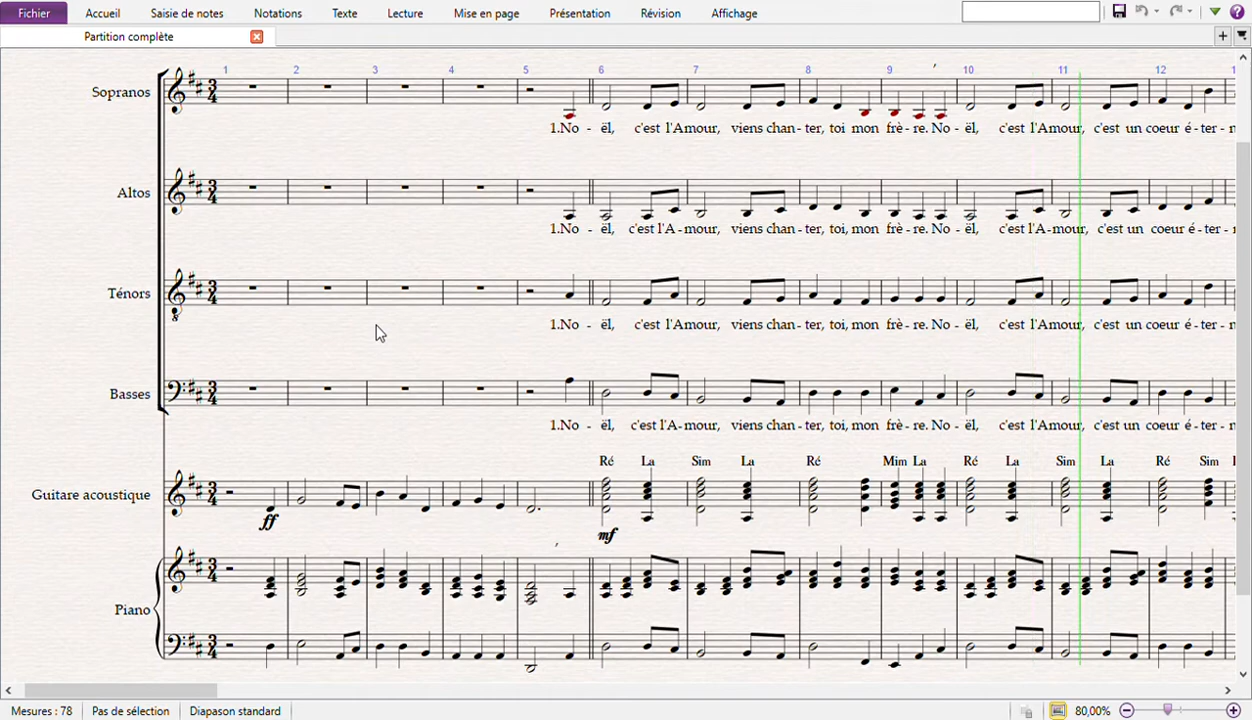 Fichier Accueil Saisie de notes Notations Texte Lecture Mise en page Présentation Révision Affichage
Partition complète
1 2 3 4 5 6 7 8 9 10 11 12
Sopranos
1.No - ël, c'est l'Amour, viens chan - ter, toi mon frè - re. No - ël, c'est l'Amour, c'est un coeur é - ter -
Altos
1.No - ël, c'est l'A - mour, viens chan - ter, toi, mon frè - re. No - ël, c'est l'A - mour, c'est un coeur é - ter -
Ténors
8
1.No - ël, c'est l'Amour, viens chan - ter, toi, mon frè - re. No - ël, c'est l'Amour, c'est un coeur é - ter -
Basses
1.No - ël, c'est l'A - mour, viens chan - ter, toi, mon frè - re. No - ël, c'est l'Amour, c'est un coeur é - ter -
Ré La Sim La Ré Mim La Ré La Sim La Ré Sim
Guitare acoustique
ff
mf
Piano
Mesures : 78 Pas de sélection Diapason standard 80,00%